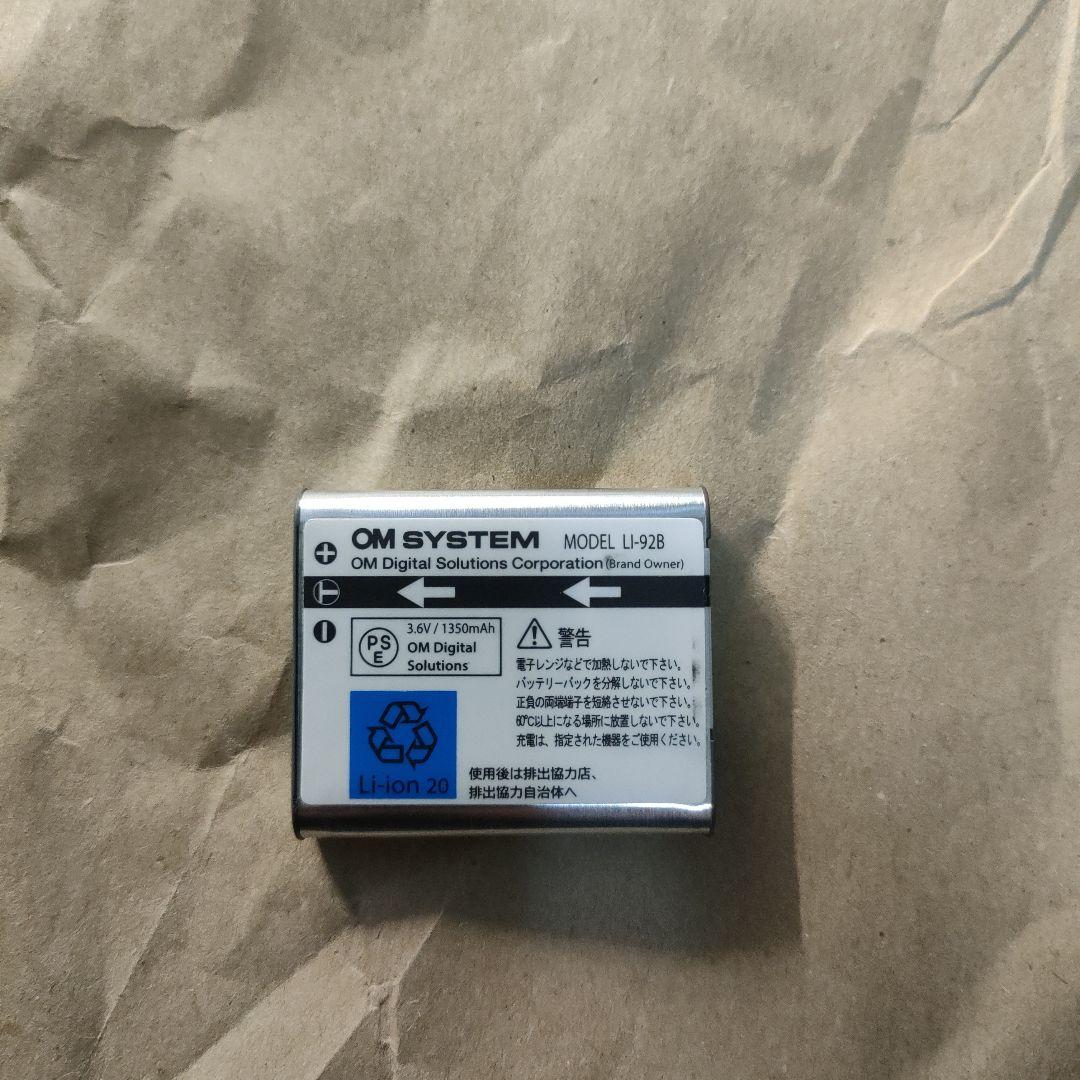 OM SYSTEM MODEL LI-92B
OM Digital Solutions Corporation (Brand Owner)
T
PS
E
3.6V / 1350mAh
OM Digital
Solutions
警告
電子レンジなどで加熱しないで下さい。
バッテリーパックを分解しないで下さい。
正負の両端端子を短絡させないで下さい。
60℃以上になる場所に放置しないで下さい。
充電は、指定された機器をご使用ください。
Li-ion 20
使用後は排出協力店、
排出協力自治体へ